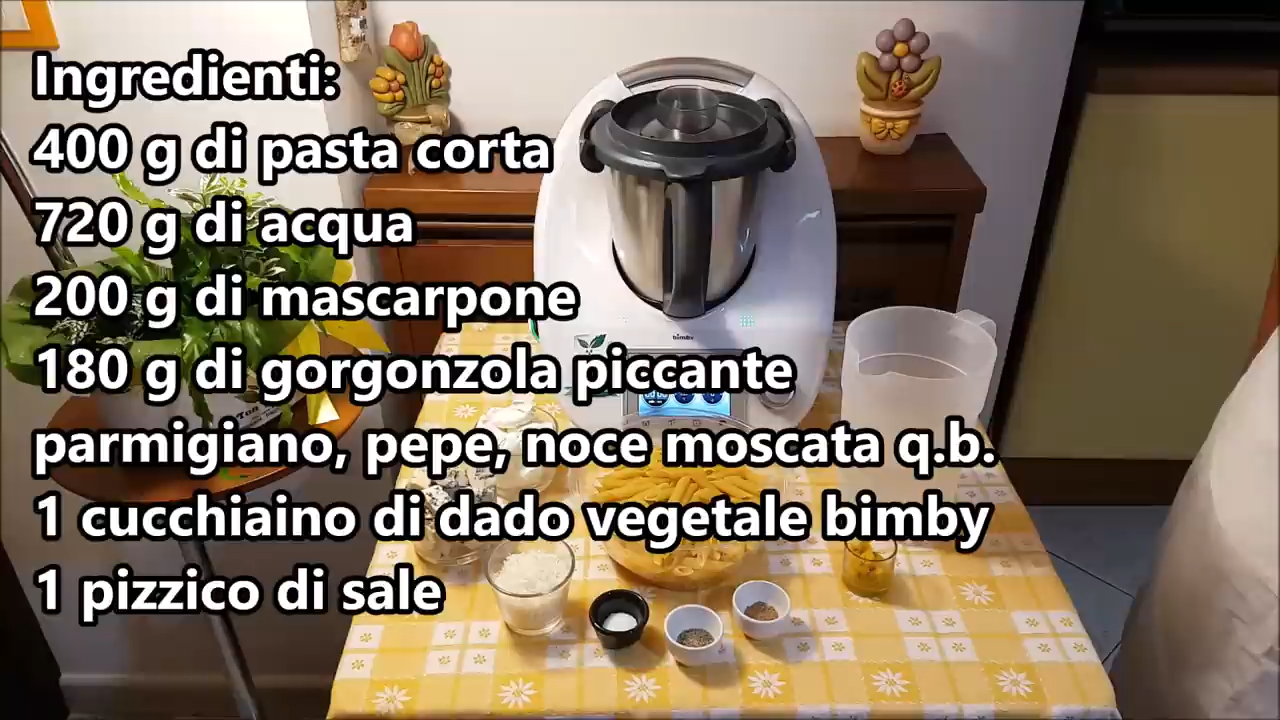 Ingredienti:
400 g di pasta corta
720 g di acqua
200 g di mascarpone
180 g di gorgonzola piccante
parmigiano, pepe, noce moscata q.b.
1 cucchiaino di dado vegetale bimby
1 pizzico di sale
bimby